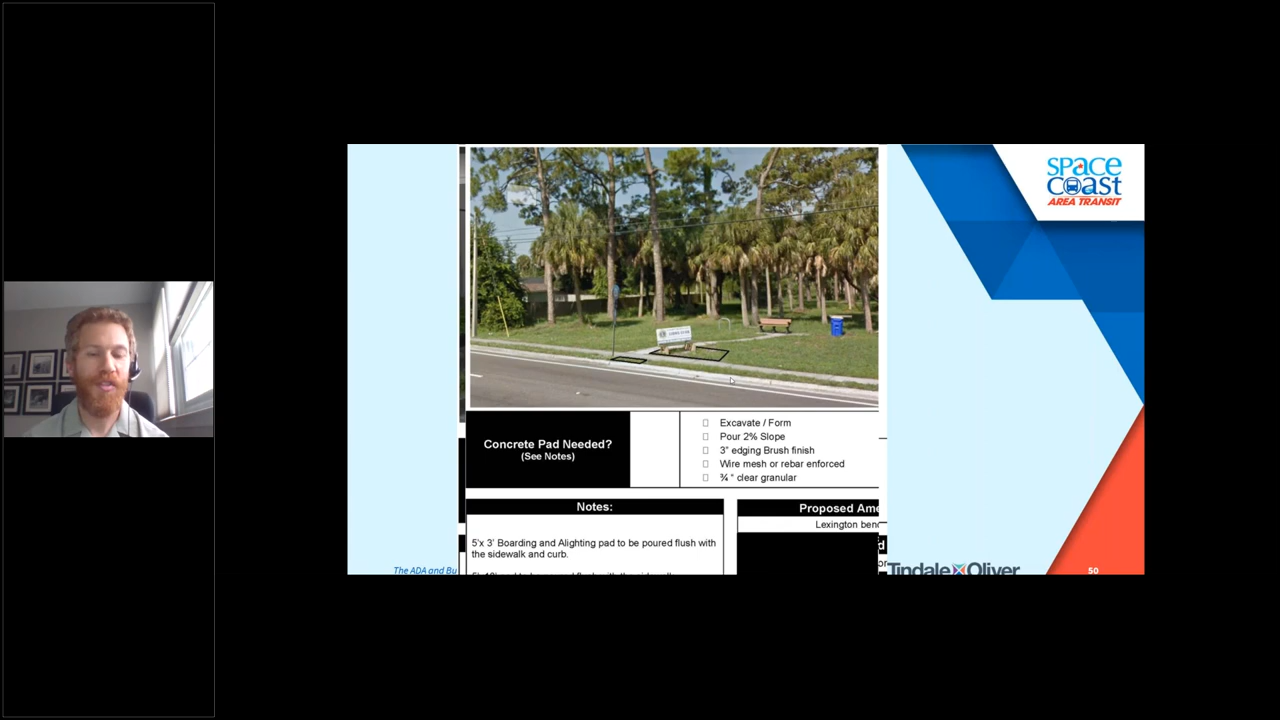 space
coast
AREA TRANSIT
Concrete Pad Needed?
(See Notes)
Excavate / Form
Pour 2% Slope
3" edging Brush finish
Wire mesh or rebar enforced
¾ " clear granular
Notes:
5'x 3' Boarding and Alighting pad to be poured flush with
the sidewalk and curb.
Proposed Ame
Lexington ben
The ADA and Bu
Tindale Oliver
50